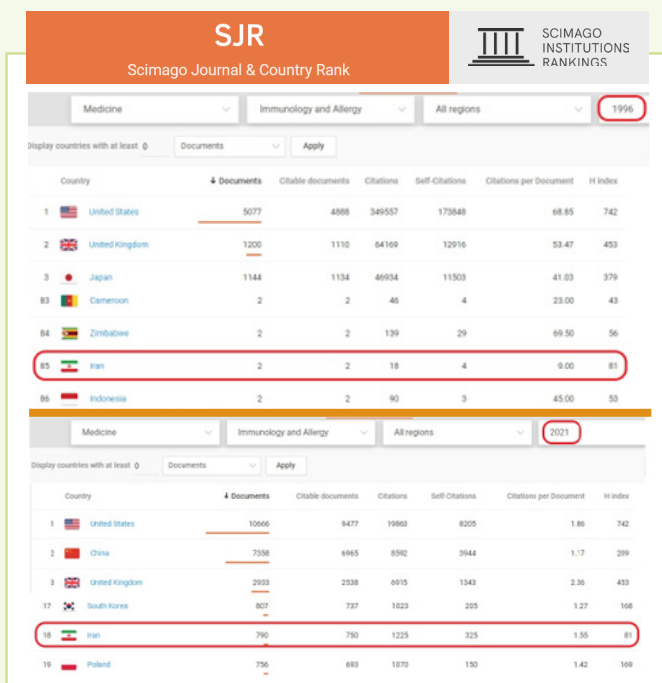 SJR
Scimago Journal & Country Rank
SCIMAGO
INSTITUTIONS
RANKINGS
Medicine Immunology and Allergy All regions 1996
Display countries with at least 0 Documents Apply
Country Documents Citable documents Citations Self-Citations Citations per Document H index
1 United States 5077 4888 349557 173848 68.85 742
2 United Kingdom 1200 1110 64169 12916 53.47 453
3 Japan 1144 1134 46934 11503 41.03 379
83 Cameroon 2 2 46 4 23.00 43
84 Zimbabwe 2 2 139 29 69.50 56
85 Iran 2 2 18 4 9.00 81
86 Indonesia 2 2 90 3 45.00 53
Medicine Immunology and Allergy All regions 2021
Display countries with at least 0 Documents Apply
Country Documents Citable documents Citations Self-Citations Citations per Document H index
1 United States 10666 9477 19863 8205 1.86 742
2 China 7358 6965 8592 3944 1.17 209
3 United Kingdom 2933 2538 6915 1343 2.36 453
17 South Korea 807 737 1023 205 1.27 168
18 Iran 790 750 1225 325 1.55 81
19 Poland 756 693 1070 150 1.42 169